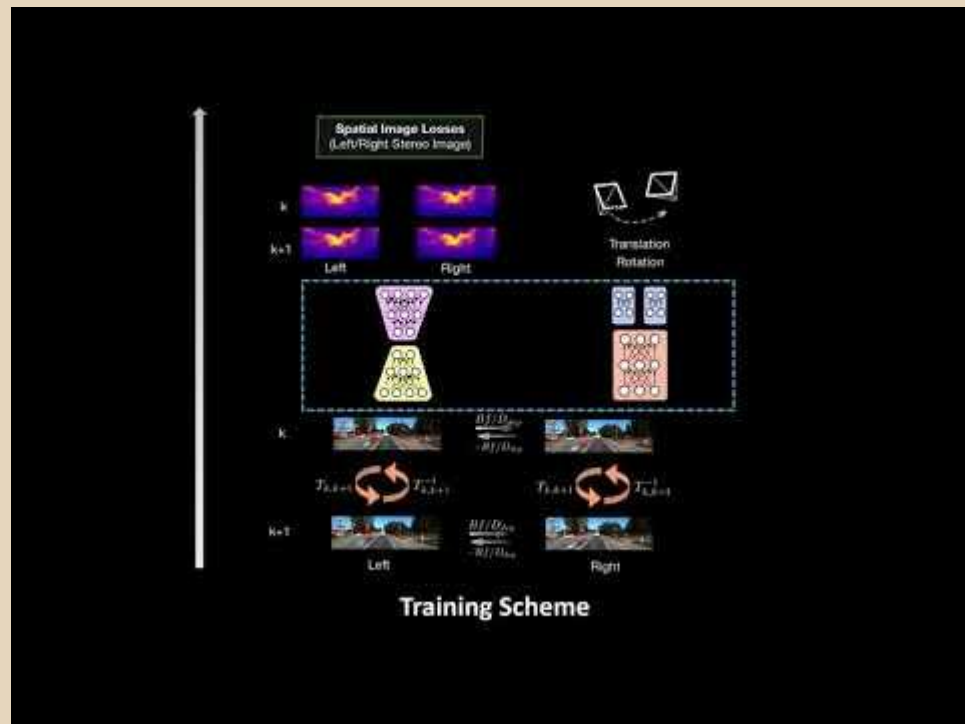 Spatial Image Losses
(Left/Right Stereo Image)
k
k+1
Left Right
Translation
Rotation
k
k+1
Left Right
Training Scheme